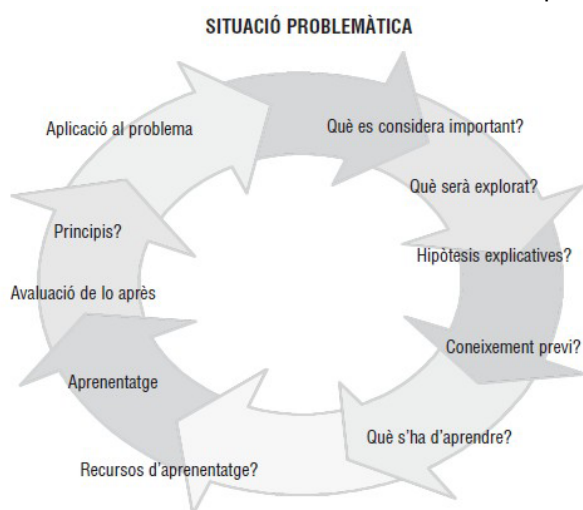 SITUACIÓ PROBLEMÀTICA
Què es considera important?
Què serà explorat?
Hipòtesis explicatives?
Coneixement previ?
Què s'ha d'aprendre?
Recursos d'aprenentatge?
Aprenentatge
Avaluació de lo après
Principis?
Aplicació al problema